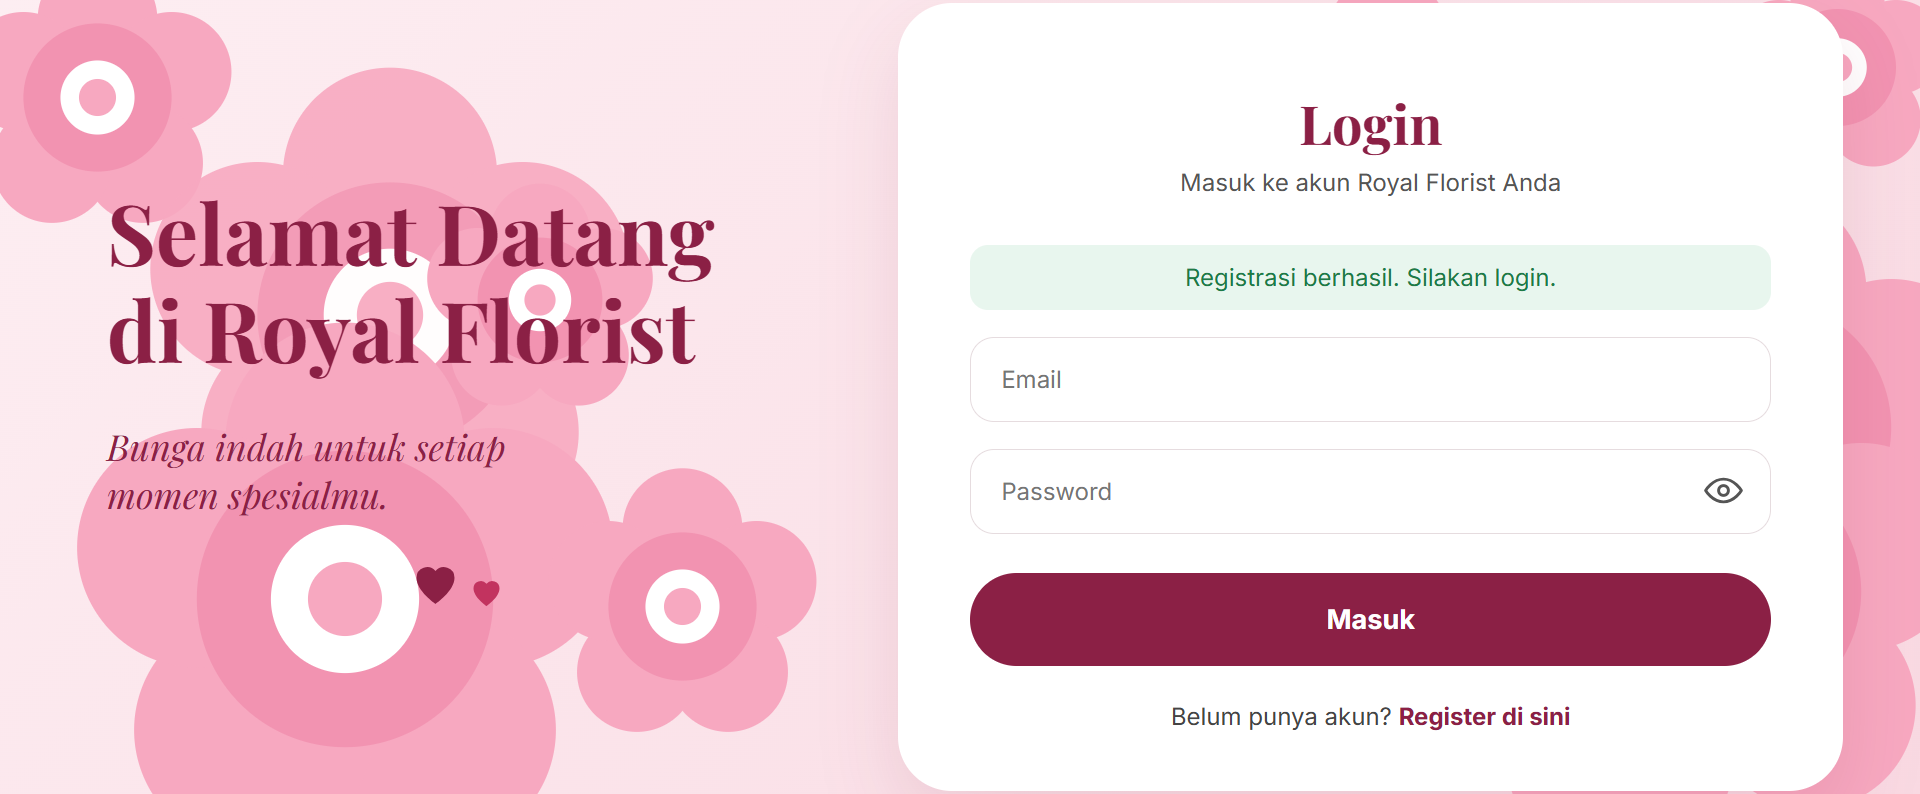 Selamat Datang
di Royal Florist
Bunga indah untuk setiap
momen spesialmu.
Login
Masuk ke akun Royal Florist Anda
Registrasi berhasil. Silakan login.
Email
Password
Masuk
Belum punya akun? Register di sini